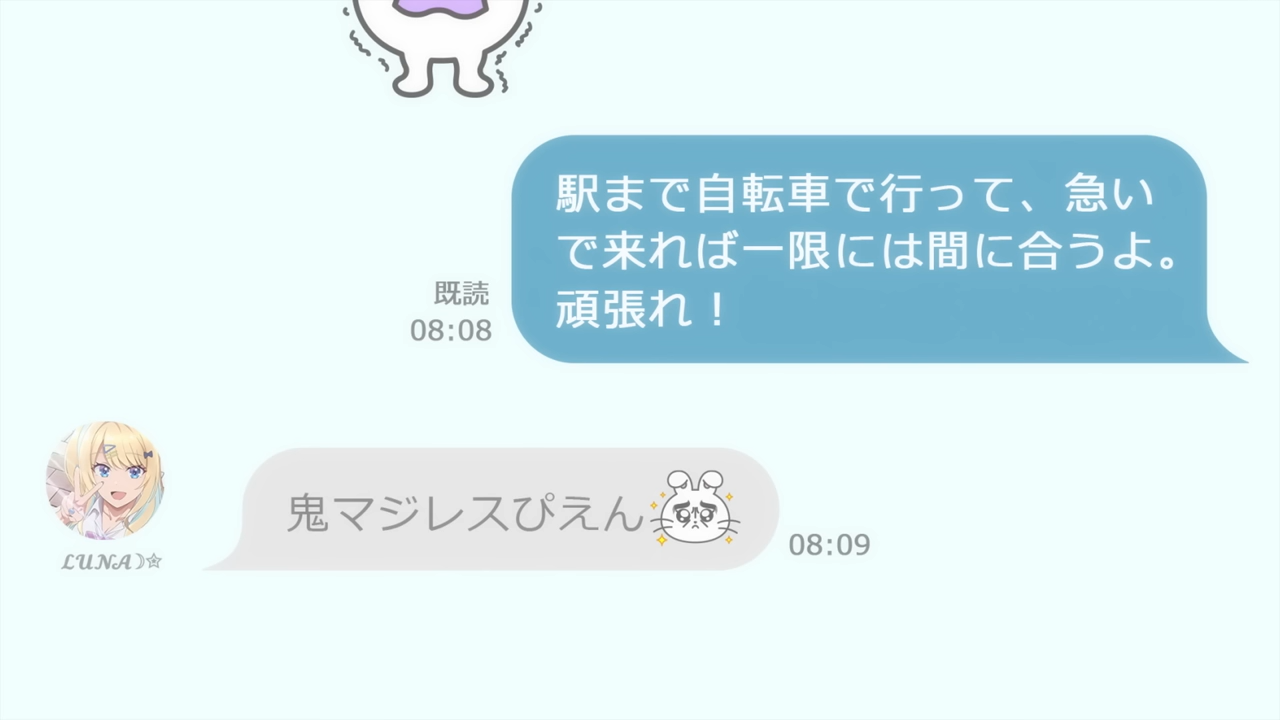 駅まで自転車で行って、急い
で来れば一限には間に合うよ。
頑張れ！
既読
08:08
鬼マジレスぴえん
08:09
LUNA☽☆